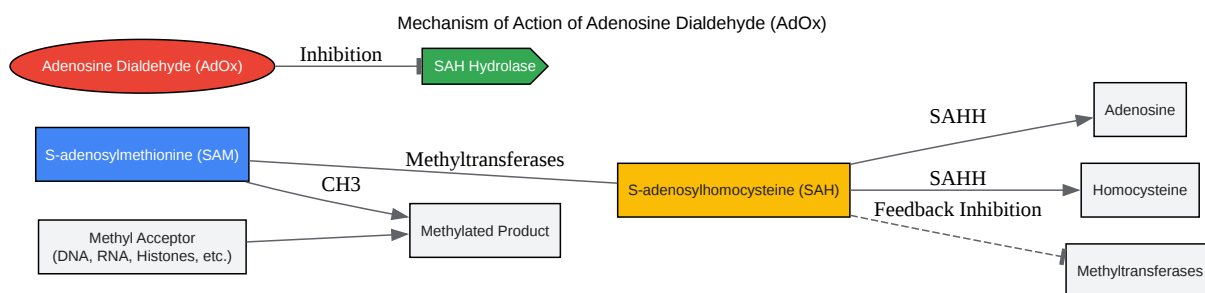 Mechanism of Action of Adenosine Dialdehyde (AdOx)
Adenosine Dialdehyde (AdOx)
Inhibition
SAH Hydrolase
S-adenosylmethionine (SAM)
Methyltransferases
CH3
Methyl Acceptor
(DNA, RNA, Histones, etc.)
Methylated Product
S-adenosylhomocysteine (SAH)
SAHH
Adenosine
SAHH
Homocysteine
Feedback Inhibition
Methyltransferases